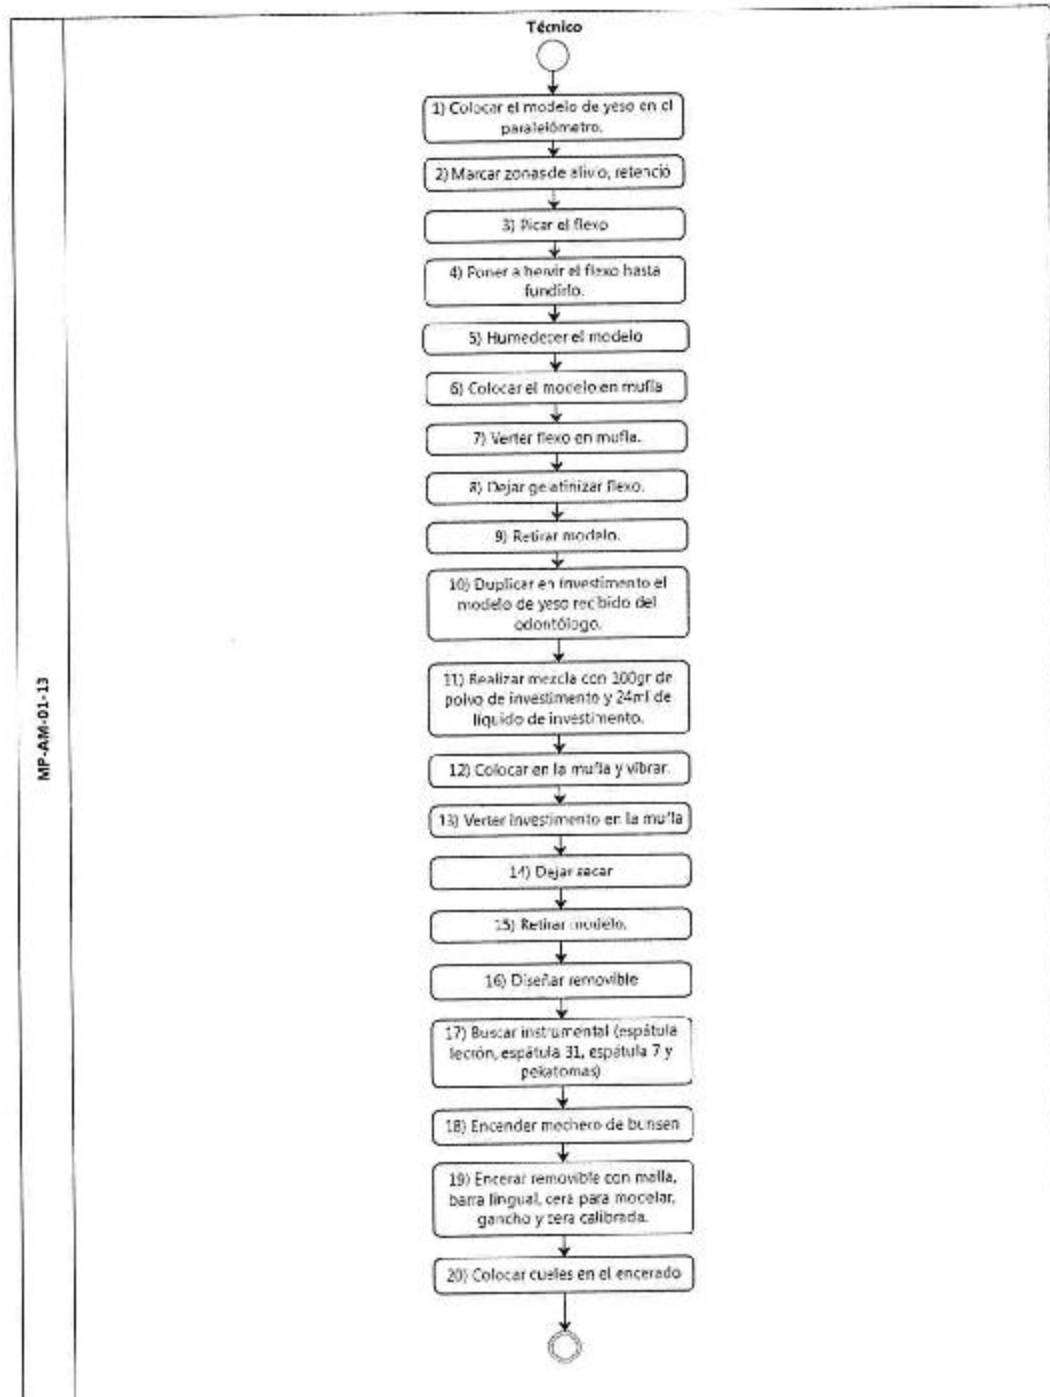 Técnico
1) Colocar el modelo de yeso en el
paralelómetro.
2) Marcar zonas de alivio, retenció
3) Picar el flexo
4) Poner a hervir el flexo hasta
fundirlo.
5) Humedecer el modelo
6) Colocar el modelo en mufla
7) Verter flexo en mufla.
8) Dejar gelatinizar flexo.
9) Retirar modelo.
10) Duplicar en investimento el
modelo de yeso recibido del
odontólogo.
11) Realizar mezcla con 100gr de
polvo de investimento y 24ml de
líquido de investimento.
12) Colocar en la mufla y vibrar.
13) Verter investimento en la mufla
14) Dejar secar
15) Retirar modelo.
16) Diseñar removible
17) Buscar instrumental (espátula
lecrón, espátula 31, espátula 7 y
pekatomas)
18) Encender mechero de bunsen
19) Encerar removible con malla,
barra lingual, cera para mocelar,
gancho y cera calibrada.
20) Colocar cueles en el encerado
MP-AM-01-13